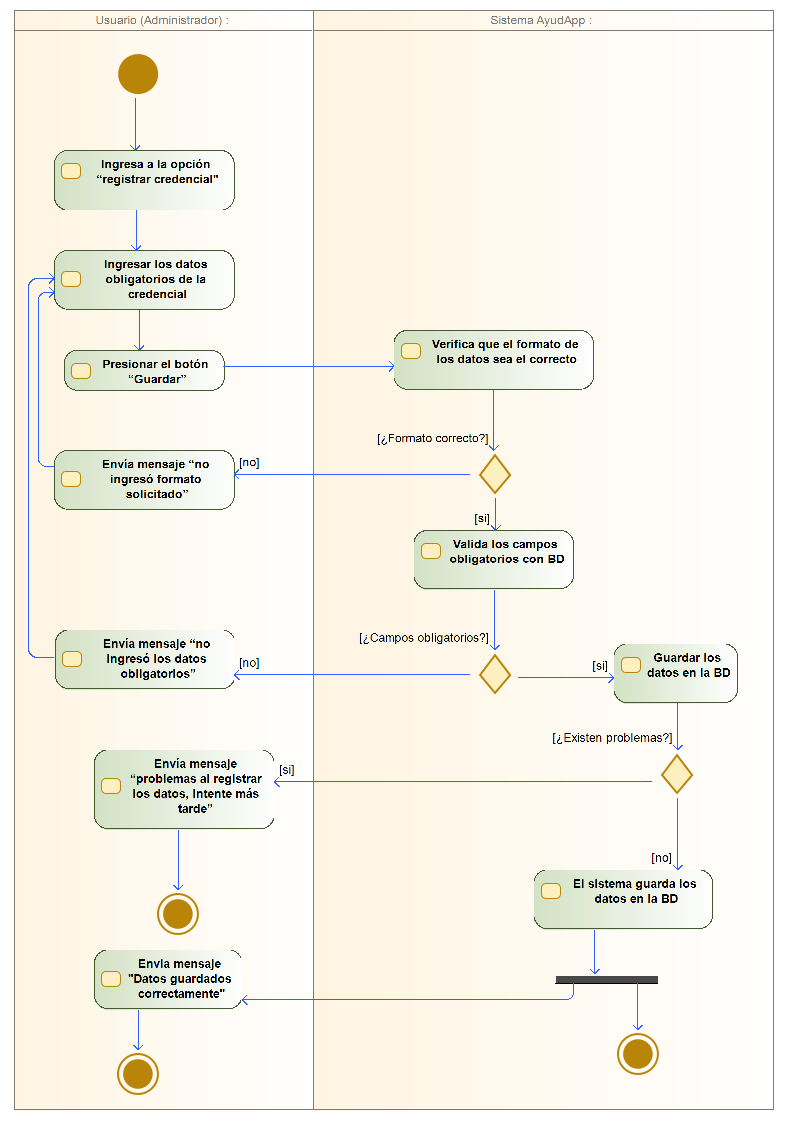 Usuario (Administrador) :
Sistema AyudApp :
Ingresa a la opción
“registrar credencial”
Ingresar los datos
obligatorios de la
credencial
Presionar el botón
“Guardar”
Verifica que el formato de
los datos sea el correcto
[¿Formato correcto?]
[no]
Envía mensaje “no
ingresó formato
solicitado”
[si]
Valida los campos
obligatorios con BD
[¿Campos obligatorios?]
[no]
Envía mensaje “no
ingresó los datos
obligatorios”
[si]
Guardar los
datos en la BD
[¿Existen problemas?]
[si]
Envía mensaje
“problemas al registrar
los datos, intente más
tarde”
[no]
El sistema guarda los
datos en la BD
Envia mensaje
"Datos guardados
correctamente"